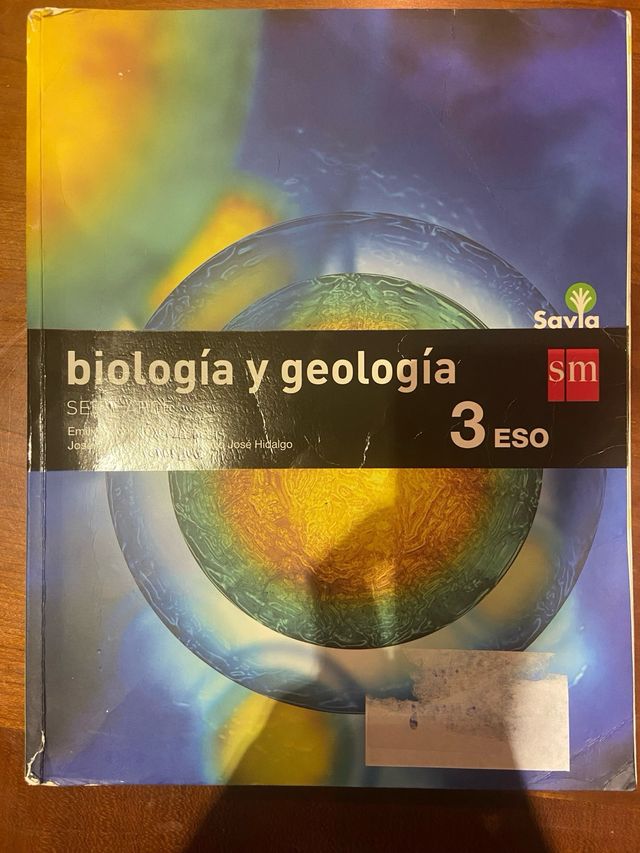 Savia
biología y geología
sm
3 ESO
José Hidalgo